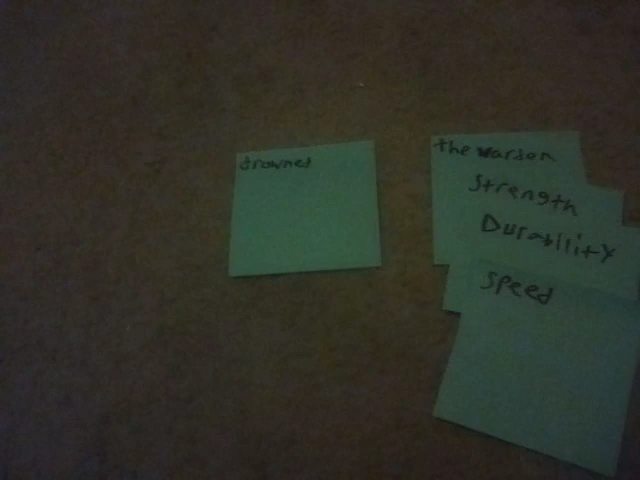 drowned
the warden
Strength
Durability
speed